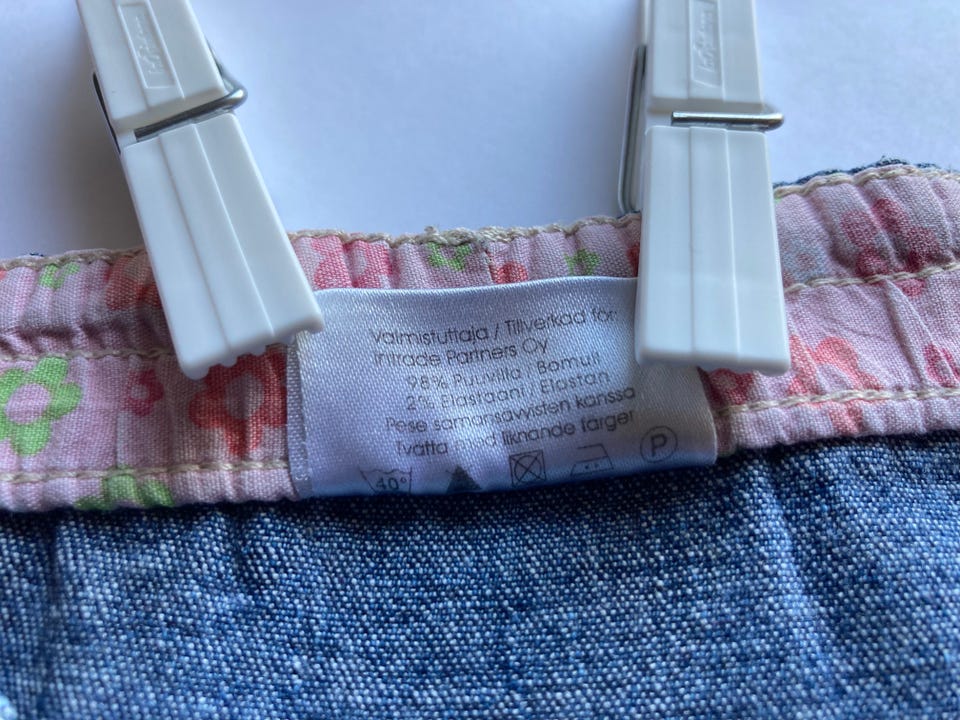 Valmistuttaja / Tillverkad för:
Intrade Partners Oy
98% Puuvilla / Bomull
2% Elastaani / Elastan
Pese samansävyisten kanssa
Tvätta med liknande färger
40° P